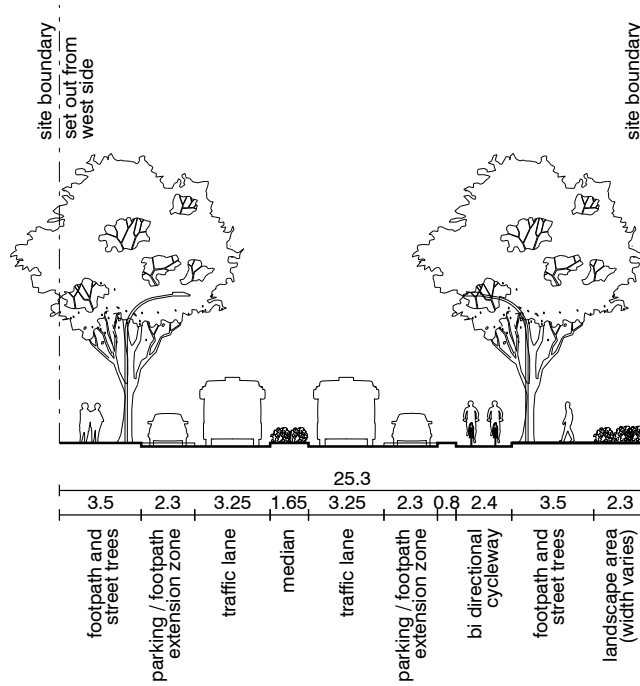 site boundary
set out from
west side
site boundary
25.3
3.5 2.3 3.25 1.65 3.25 2.3 0.8 2.4 3.5 2.3
footpath and
street trees
parking / footpath
extension zone
traffic lane
median
traffic lane
parking / footpath
extension zone
bi directional
cycleway
footpath and
street trees
landscape area
(width varies)